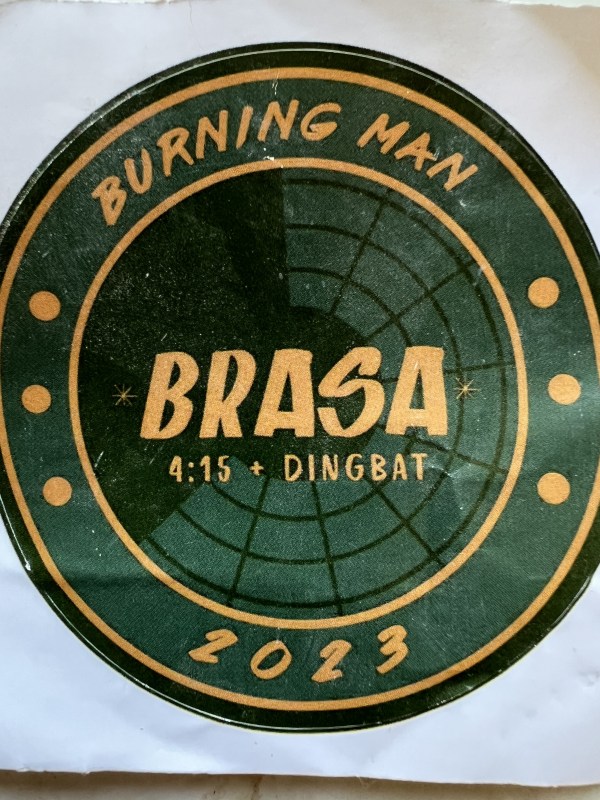 BURNING MAN
BRASA
4:15 + DINGBAT
2023